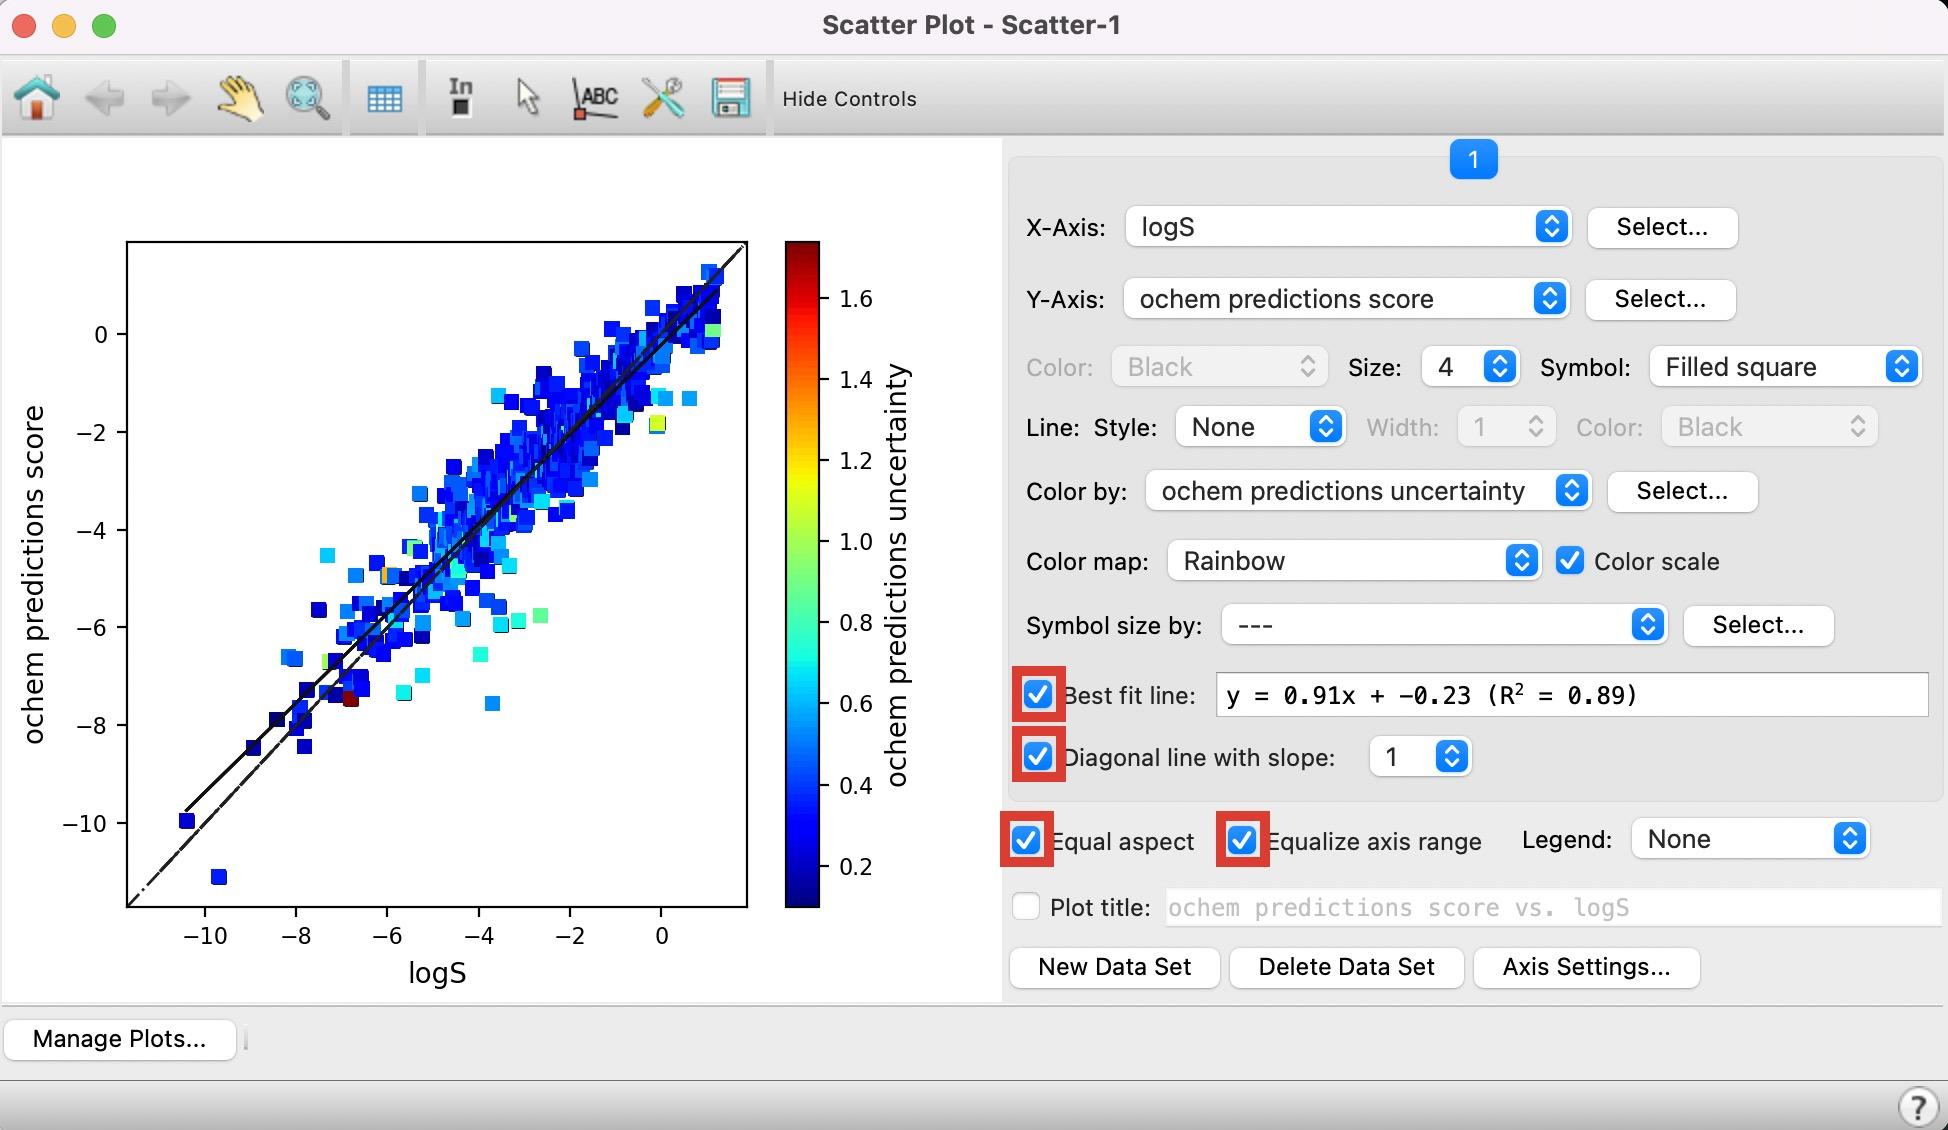 Scatter Plot - Scatter-1
In
ABC
Hide Controls
1
X-Axis: logS Select...
Y-Axis: ochem predictions score Select...
Color: Black Size: 4 Symbol: Filled square
Line: Style: None Width: 1 Color: Black
Color by: ochem predictions uncertainty Select...
Color map: Rainbow Color scale
Symbol size by: --- Select...
Best fit line: y = 0.91x + −0.23 (R² = 0.89)
Diagonal line with slope: 1
Equal aspect Equalize axis range Legend: None
Plot title: ochem predictions score vs. logS
New Data Set Delete Data Set Axis Settings...
ochem predictions score
0
−2
−4
−6
−8
−10
−10 −8 −6 −4 −2 0
logS
1.6
1.4
1.2
1.0
0.8
0.6
0.4
0.2
ochem predictions uncertainty
Manage Plots...
?